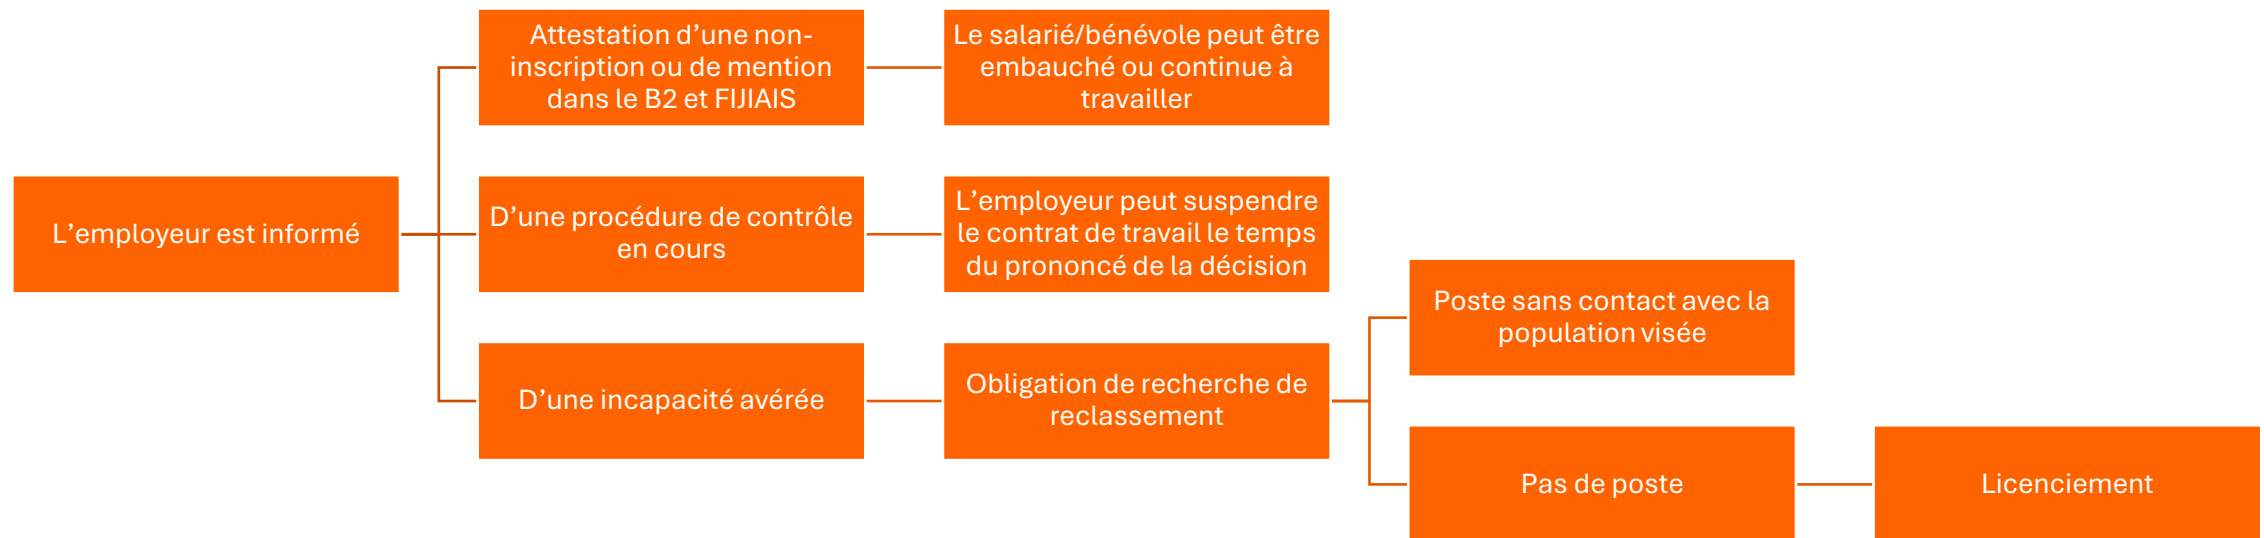 L’employeur est informé
Attestation d’une non-
inscription ou de mention
dans le B2 et FIJIAIS
Le salarié/bénévole peut être
embauché ou continue à
travailler
D’une procédure de contrôle
en cours
L’employeur peut suspendre
le contrat de travail le temps
du prononcé de la décision
D’une incapacité avérée
Obligation de recherche de
reclassement
Poste sans contact avec la
population visée
Pas de poste
Licenciement